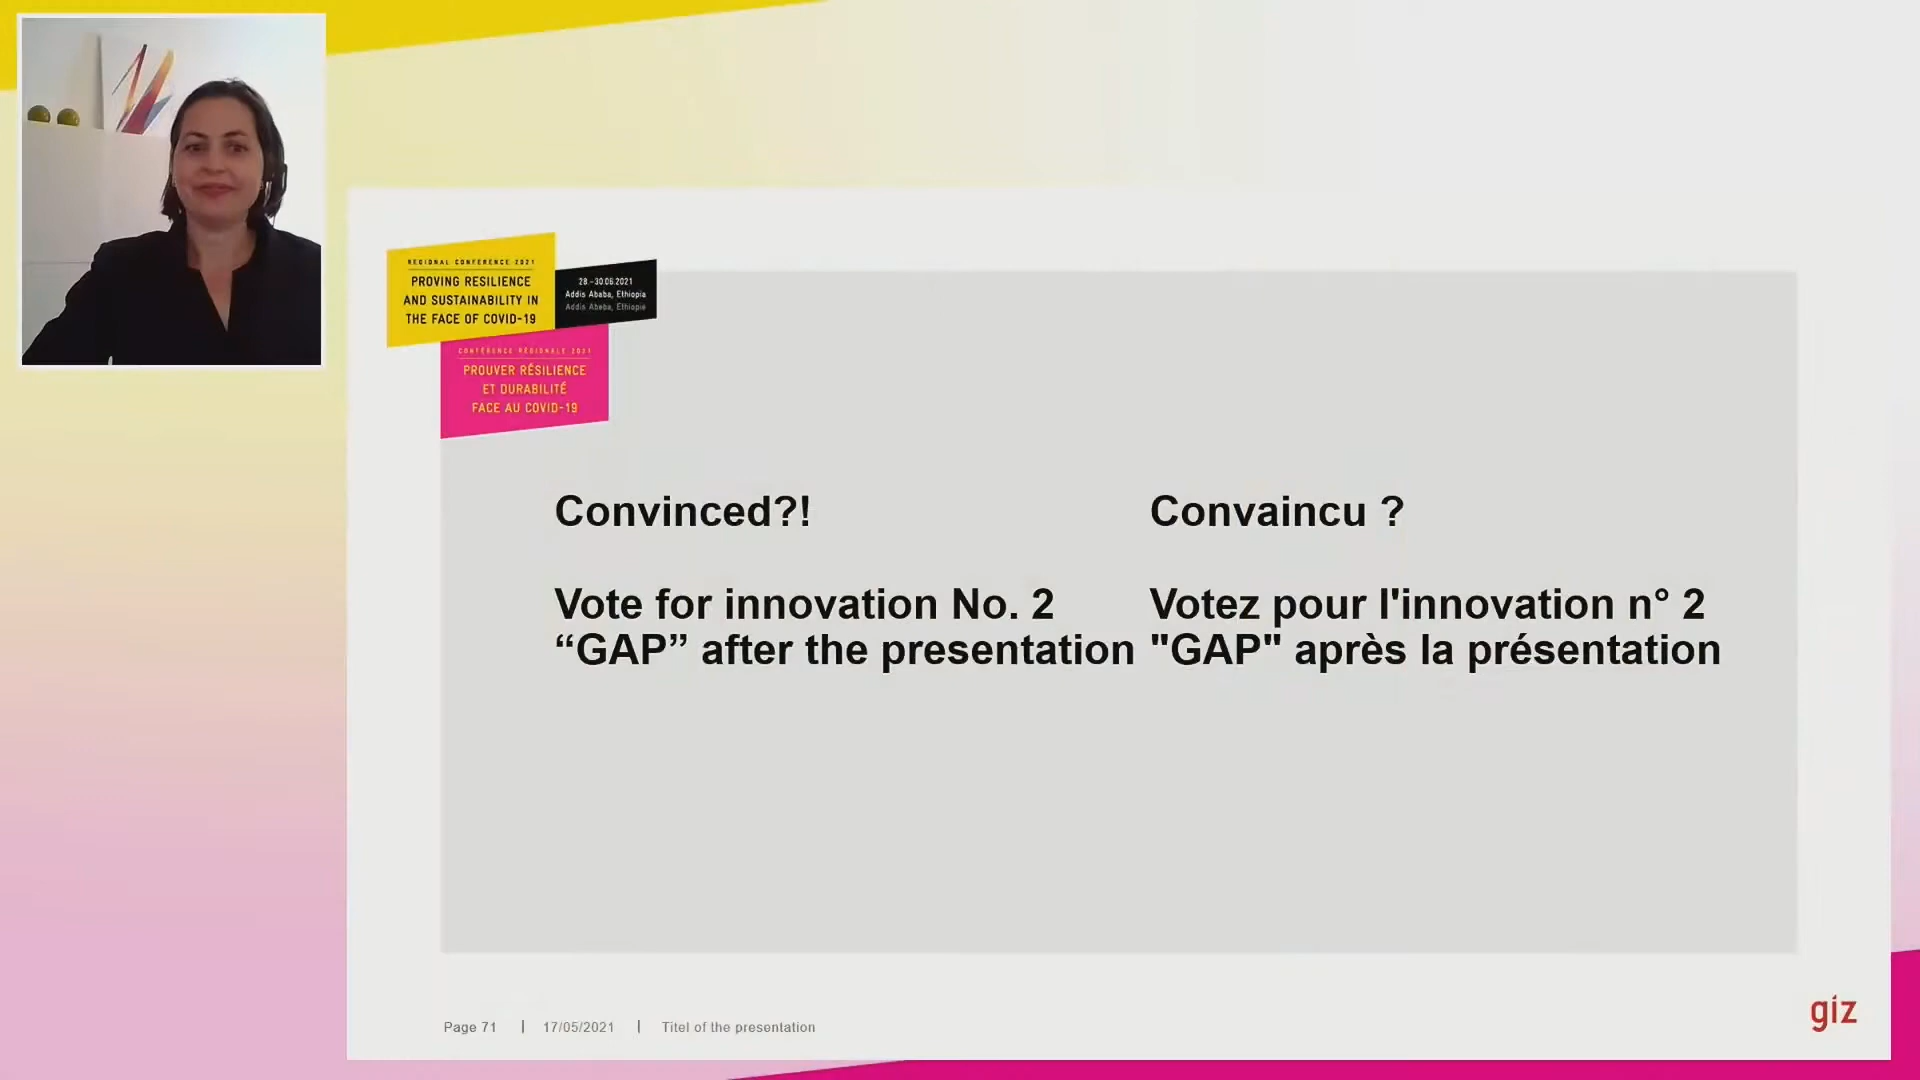 REGIONAL CONFERENCE 2021
PROVING RESILIENCE
AND SUSTAINABILITY IN
THE FACE OF COVID-19
28.-30.06.2021
Addis Ababa, Ethiopia
Addis Abeba, Ethiopie
CONFÉRENCE RÉGIONALE 2021
PROUVER RÉSILIENCE
ET DURABILITÉ
FACE AU COVID-19
Convinced?!
Vote for innovation No. 2
“GAP” after the presentation
Convaincu ?
Votez pour l'innovation n° 2
"GAP" après la présentation
Page 71 | 17/05/2021 | Titel of the presentation
giz